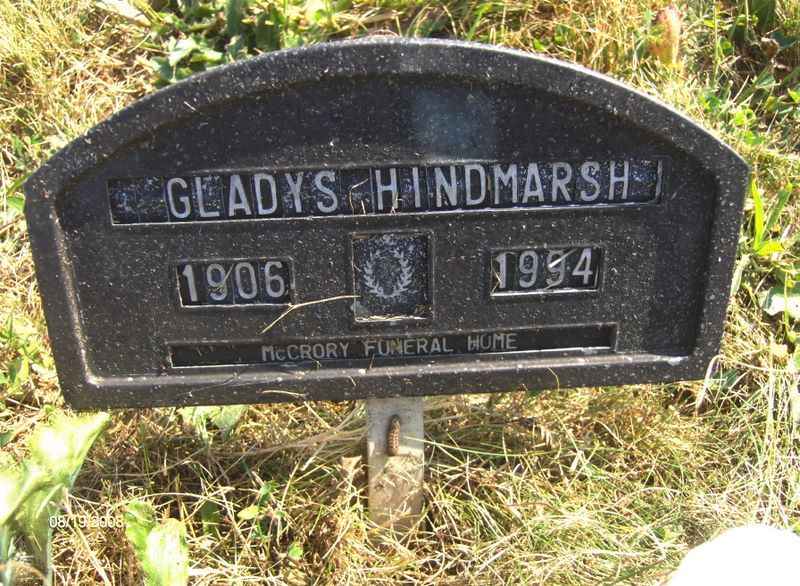 GLADYS HINDMARSH
1906 1994
McCRORY FUNERAL HOME
08/19/2008